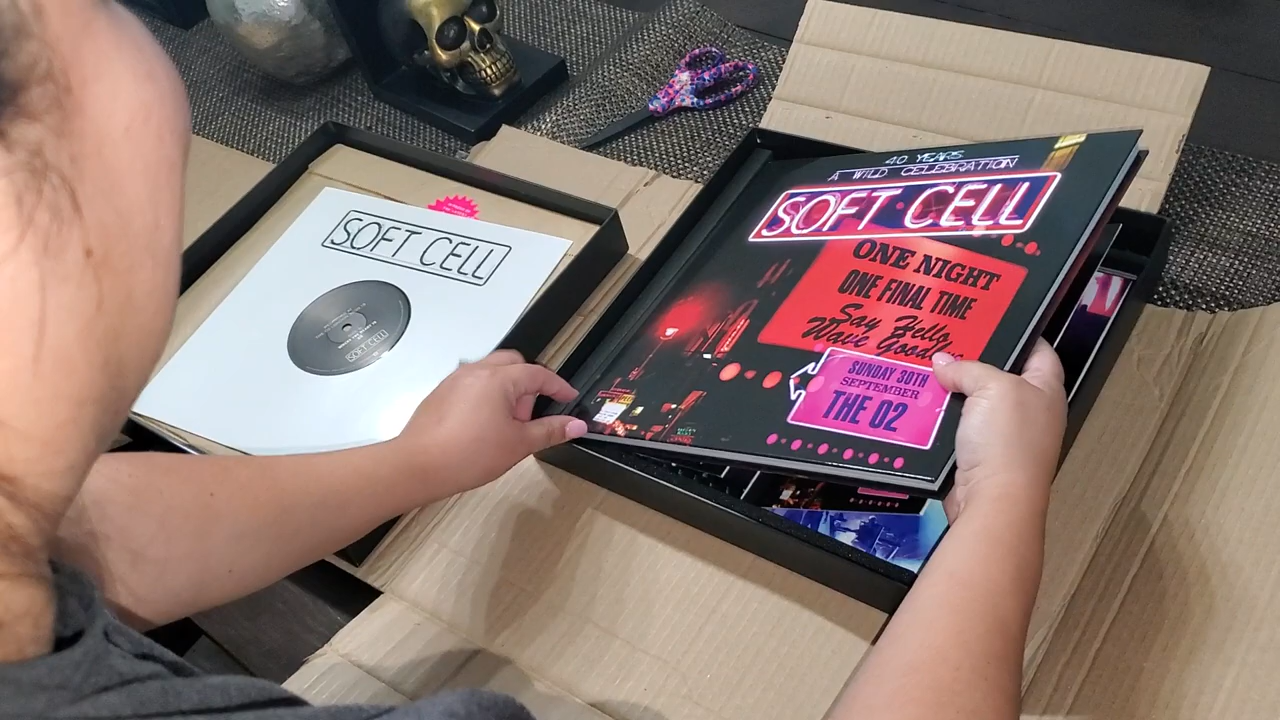 SOFT CELL
SOFT CELL
40 YEARS
A WILD CELEBRATION
SOFT CELL
ONE NIGHT
ONE FINAL TIME
Say Hello
Wave
SUNDAY 30TH
SEPTEMBER
THE O2